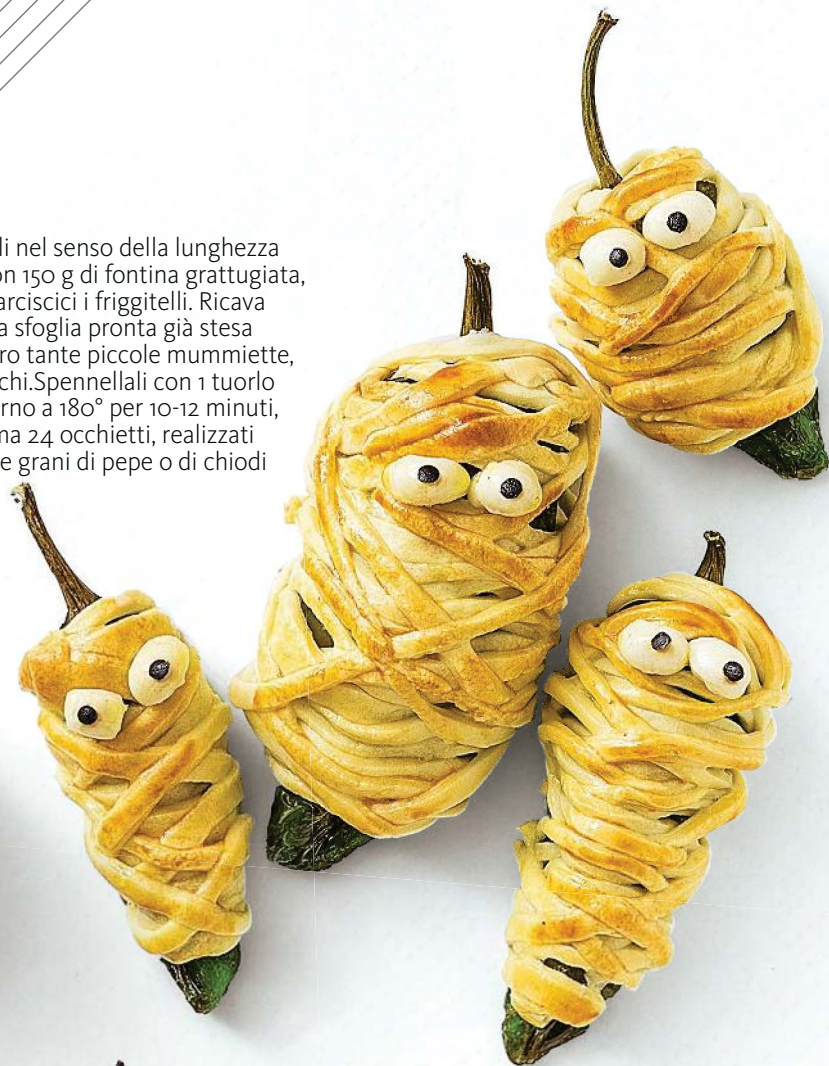 li nel senso della lunghezza
on 150 g di fontina grattugiata,
arciscici i friggitelli. Ricava
a sfoglia pronta già stesa
ro tante piccole mummiette,
chi.Spennellali con 1 tuorlo
rno a 180° per 10-12 minuti,
na 24 occhietti, realizzati
e grani di pepe o di chiodi